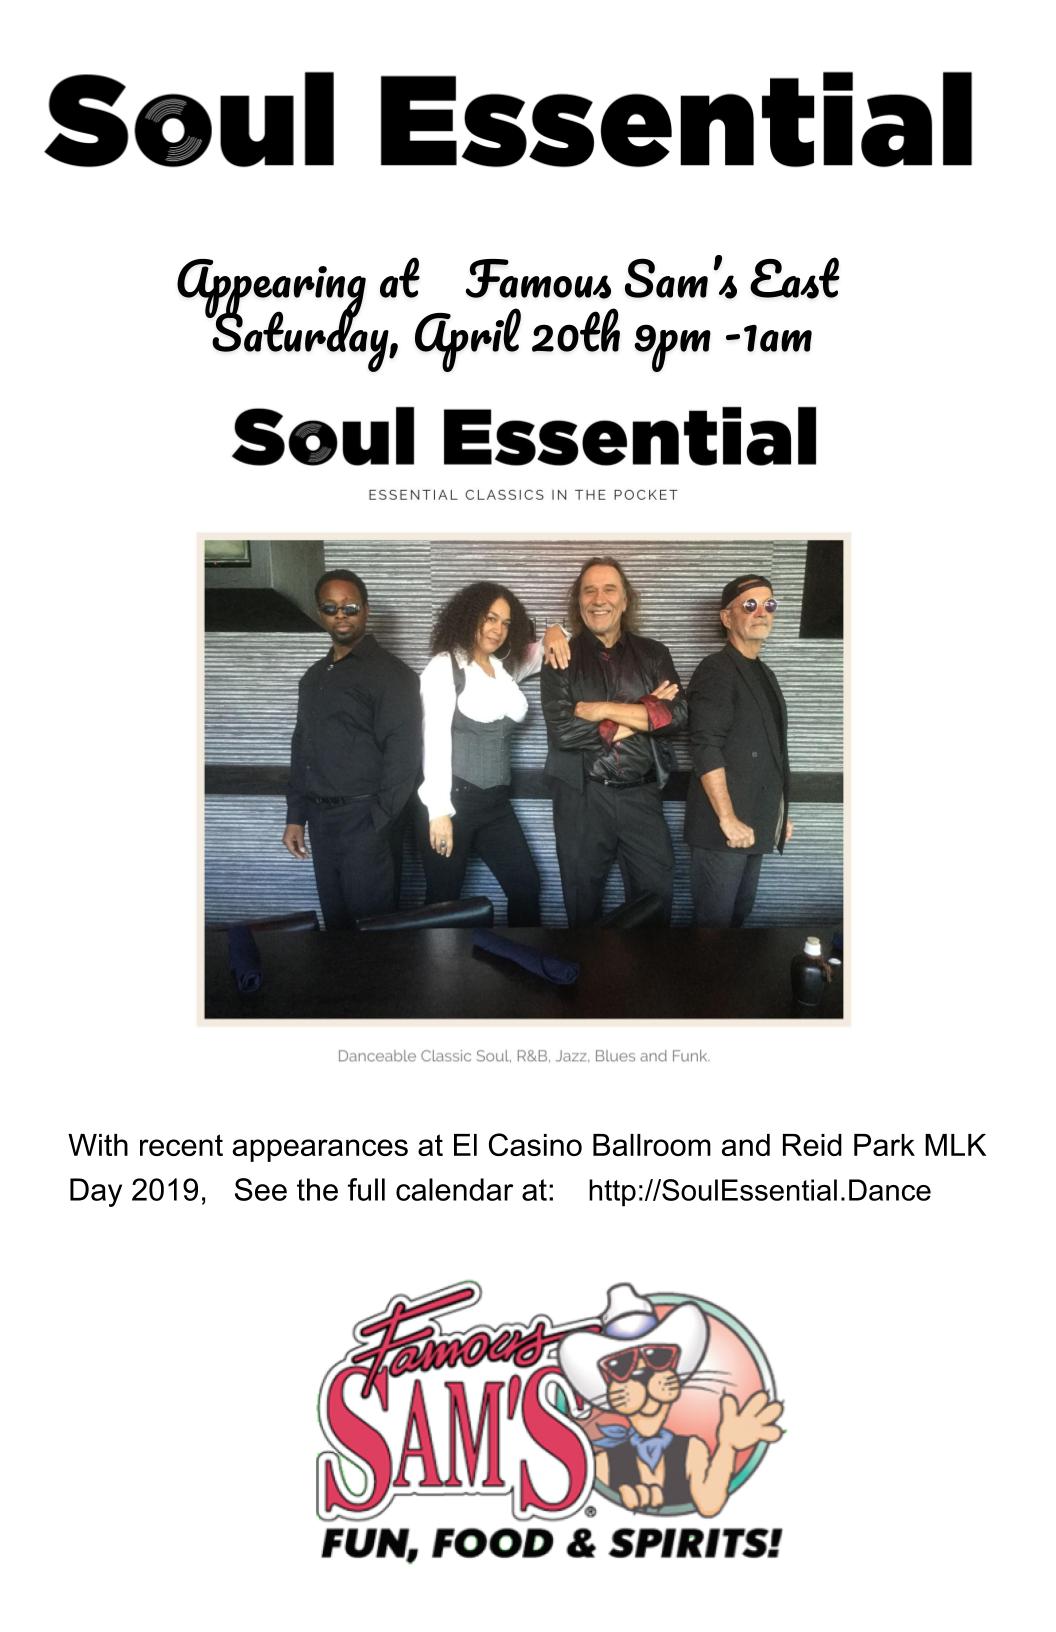 Soul Essential
Appearing at Famous Sam's East
Saturday, April 20th 9pm -1am
Soul Essential
ESSENTIAL CLASSICS IN THE POCKET
Danceable Classic Soul, R&B, Jazz, Blues and Funk.
With recent appearances at El Casino Ballroom and Reid Park MLK
Day 2019, See the full calendar at: http://SoulEssential.Dance
Famous
SAM'S®
FUN, FOOD & SPIRITS!